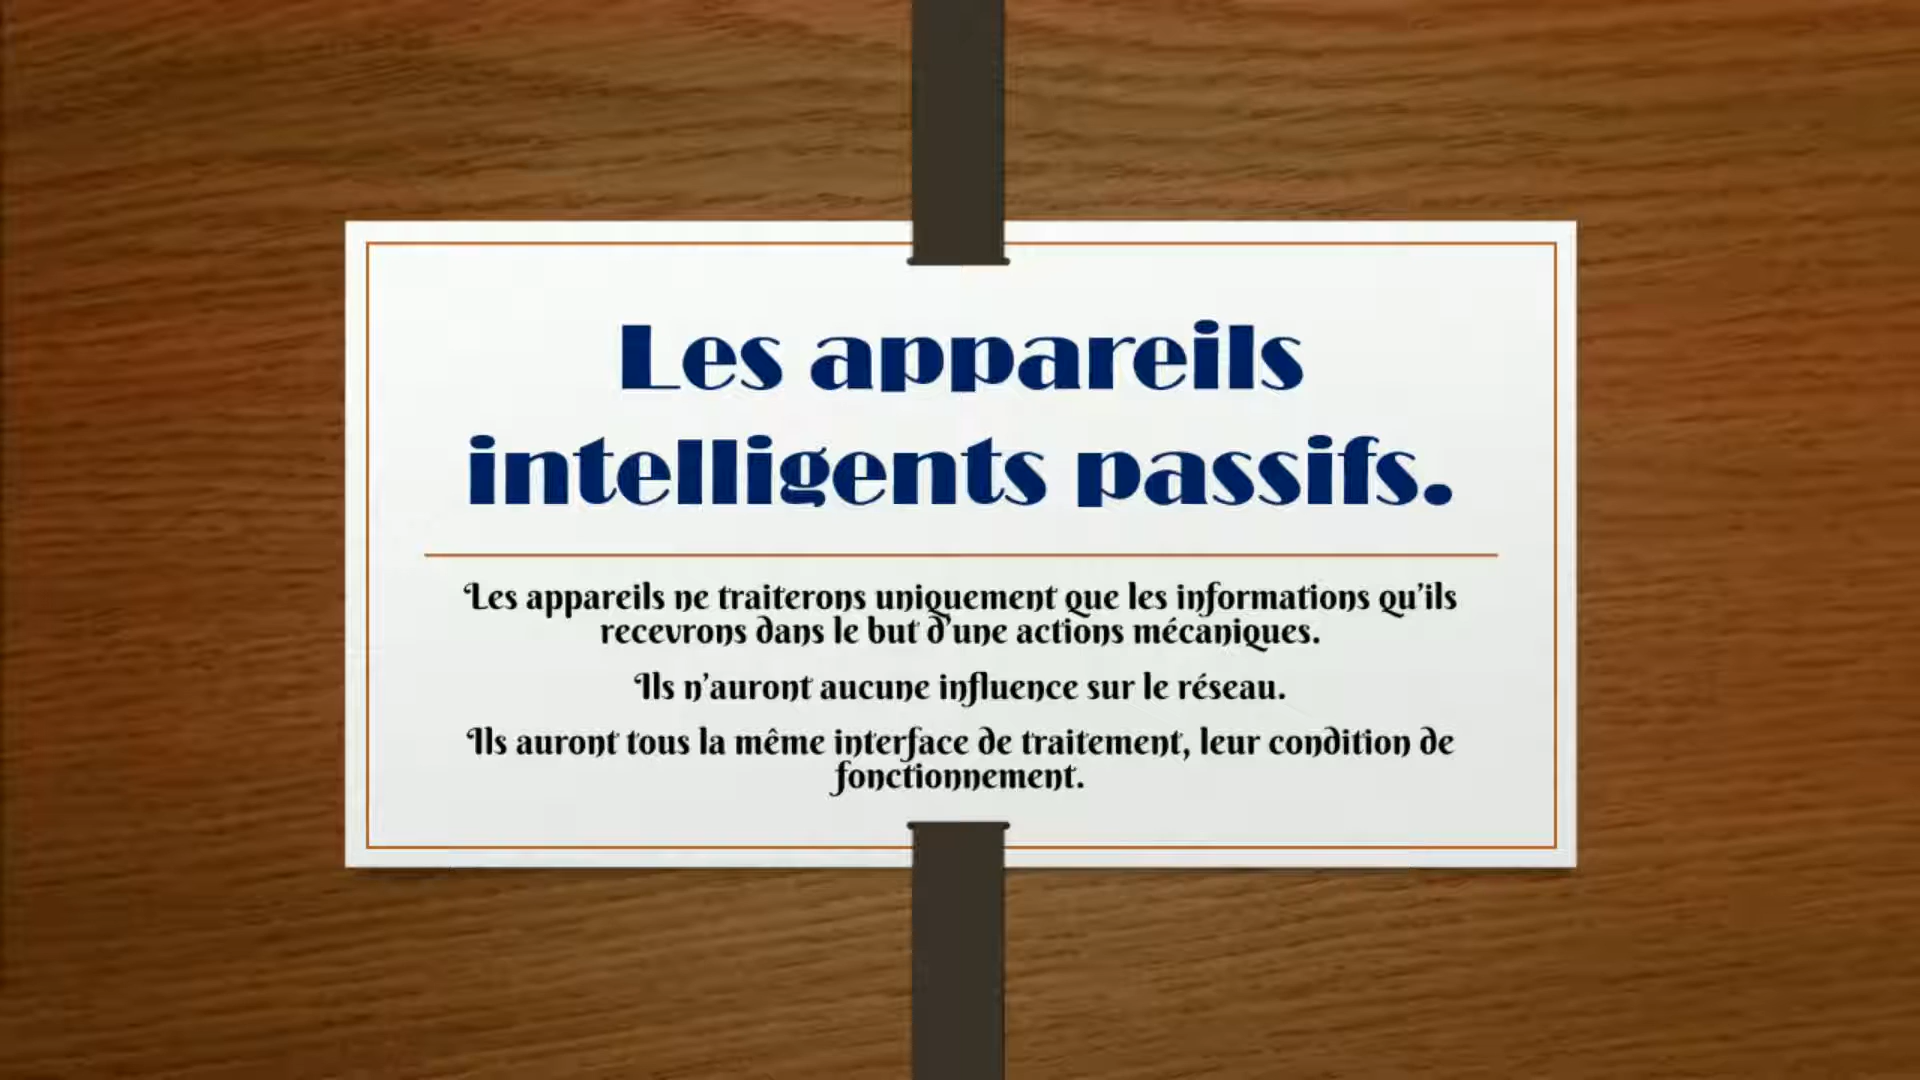 Les appareils
intelligents passifs.
Les appareils ne traiterons uniquement que les informations qu’ils
recevrons dans le but d’une actions mécaniques.
Ils n’auront aucune influence sur le réseau.
Ils auront tous la même interface de traitement, leur condition de
fonctionnement.